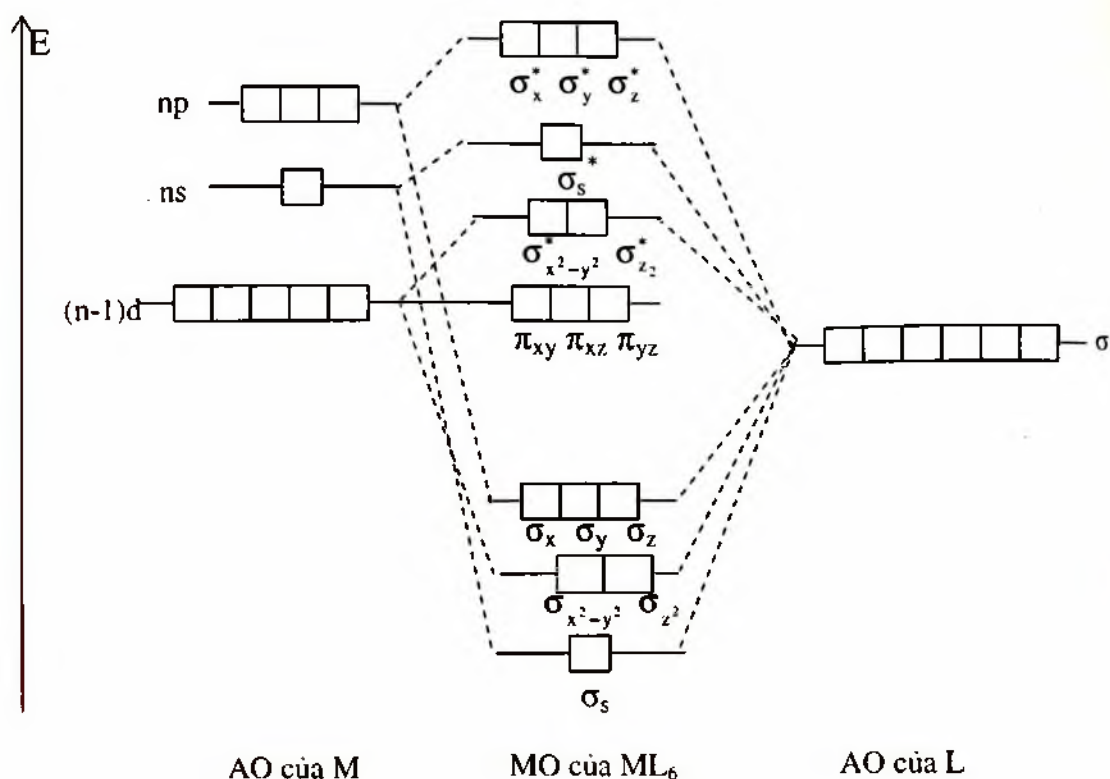 E
σ*x σ*y σ*z
np
ns
σs*
σ*x²−y² σ*z2
(n-1)d
πxy πxz πyz
σ
σx σy σz
σx²−y² σz²
σs
AO của M MO của ML6 AO của L